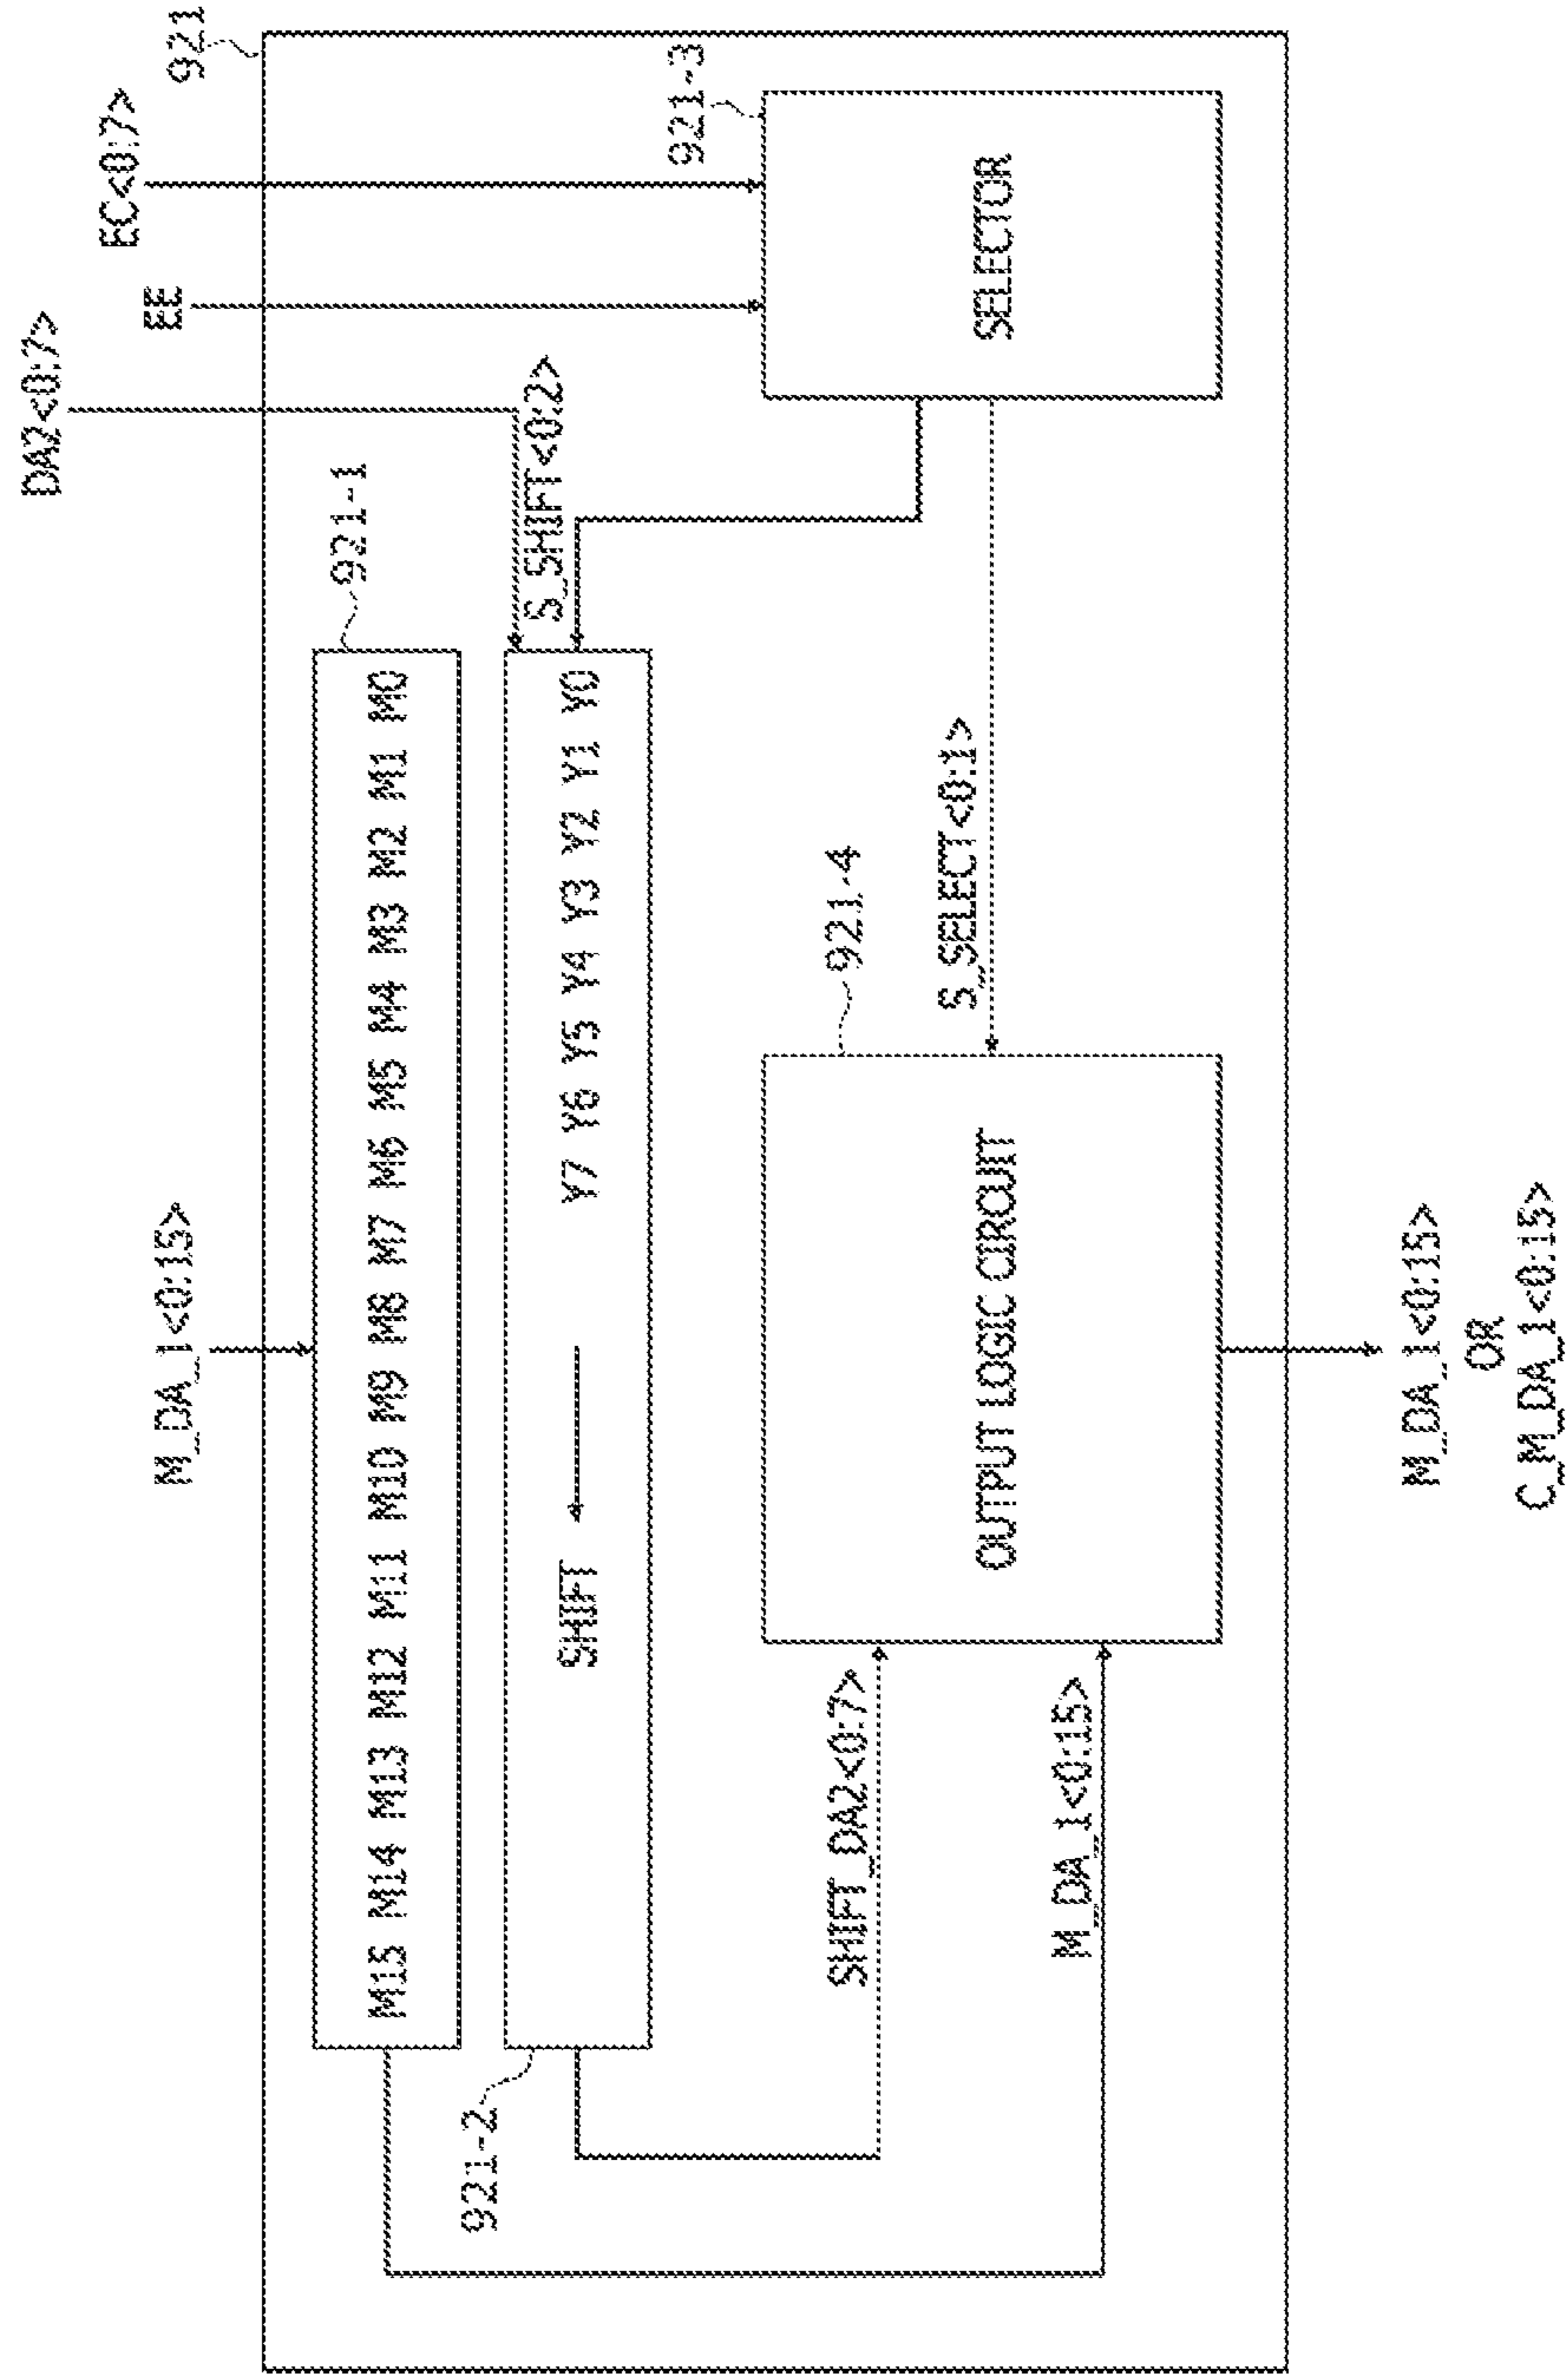 DA2<0:7>
EE
EC<0:7>
921
M_DA_1<0:15>
921-1
M15 M14 M13 M12 M11 M10 M9 M8 M7 M6 M5 M4 M3 M2 M1 M0
921-2
SHIFT
Y7 Y6 Y5 Y4 Y3 Y2 Y1 Y0
S_SHIFT<0:2>
921-3
SELECTOR
SHIFT_DA2<0:7>
921-4
S_SELECT<0:1>
OUTPUT LOGIC CIRCUIT
M_DA_1<0:15>
M_DA_1<0:15>
OR
C_M_DA_1<0:15>